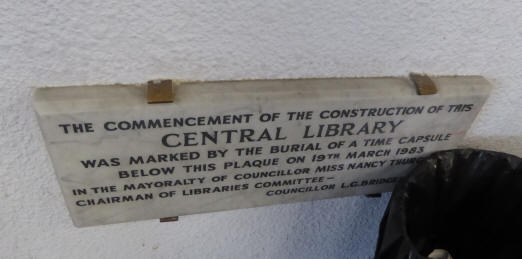 THE COMMENCEMENT OF THE CONSTRUCTION OF THIS
CENTRAL LIBRARY
WAS MARKED BY THE BURIAL OF A TIME CAPSULE
BELOW THIS PLAQUE ON 19TH MARCH 1983
IN THE MAYORALTY OF COUNCILLOR MISS NANCY
CHAIRMAN OF LIBRARIES COMMITTEE — COUNCILLOR L.G.